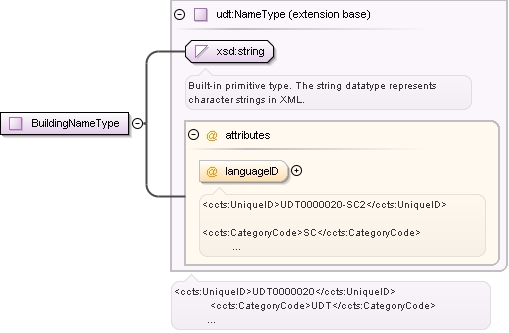 udt:NameType (extension base)
xsd:string
Built-in primitive type. The string datatype represents
character strings in XML.
BuildingNameType
@ attributes
@ languageID
<ccts:UniqueID>UDT0000020-SC2</ccts:UniqueID>
<ccts:CategoryCode>SC</ccts:CategoryCode>
...
<ccts:UniqueID>UDT0000020</ccts:UniqueID>
<ccts:CategoryCode>UDT</ccts:CategoryCode>
...